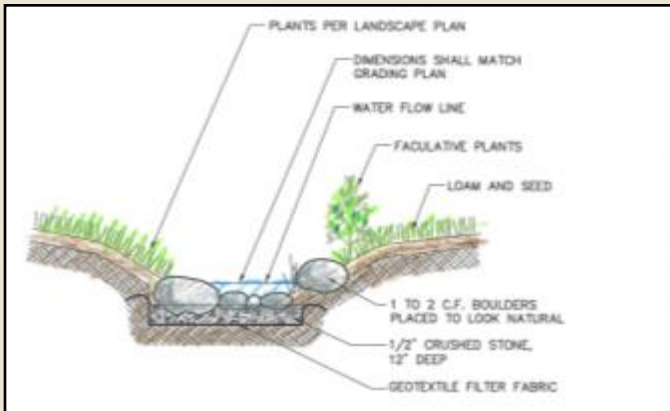 PLANTS PER LANDSCAPE PLAN
DIMENSIONS SHALL MATCH
GRADING PLAN
WATER FLOW LINE
FACULATIVE PLANTS
LOAM AND SEED
1 TO 2 C.F. BOULDERS
PLACED TO LOOK NATURAL
1/2" CRUSHED STONE,
12" DEEP
GEOTEXTILE FILTER FABRIC